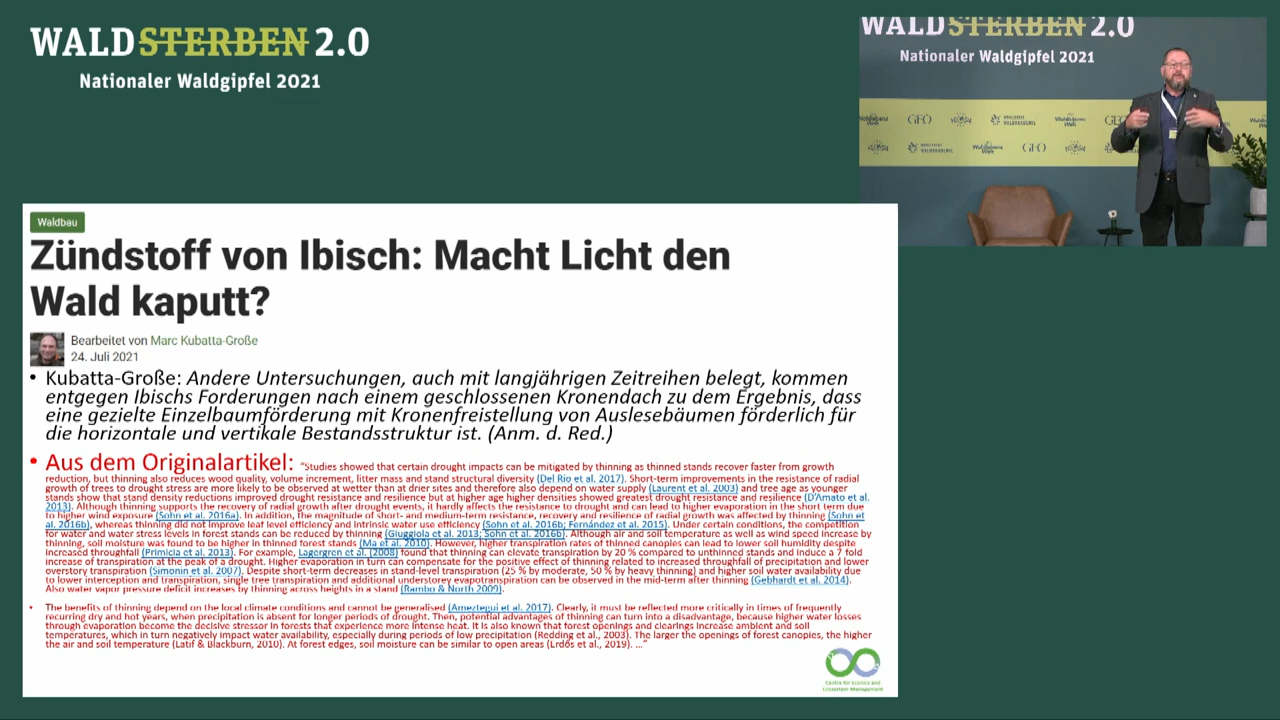 WALDSTERBEN 2.0
Nationaler Waldgipfel 2021
WALDSTERBEN 2.0
Nationaler Waldgipfel 2021
GEO
GEO
Waldbau
Zündstoff von Ibisch: Macht Licht den
Wald kaputt?
Bearbeitet von Marc Kubatta-Große
24. Juli 2021
• Kubatta-Große: Andere Untersuchungen, auch mit langjährigen Zeitreihen belegt, kommen
entgegen Ibischs Forderungen nach einem geschlossenen Kronendach zu dem Ergebnis, dass
eine gezielte Einzelbaumförderung mit Kronenfreistellung von Auslesebäumen förderlich für
die horizontale und vertikale Bestandsstruktur ist. (Anm. d. Red.)
• Aus dem Originalartikel: "Studies showed that certain drought impacts can be mitigated by thinning as thinned stands recover faster from growth
reduction, but thinning also reduces wood quality, volume increment, litter mass and stand structural diversity (Del Río et al. 2017). Short-term improvements in the resistance of radial
growth of trees to drought stress are more likely to be observed at wetter than at drier sites and therefore also depend on water supply (Laurent et al. 2003) and tree age as younger
stands show that stand density reductions improved drought resistance and resilience but at higher age higher densities showed greatest drought resistance and resilience (D'Amato et al.
2013). Although thinning supports the recovery of radial growth after drought events, it hardly affects the resistance to drought and can lead to higher evaporation in the short term due
to higher wind exposure (Sohn et al. 2016a). In addition, the magnitude of short- and medium-term resistance, recovery and resilience of radial growth was affected by thinning (Sohn et
al. 2016b), whereas thinning did not improve leaf level efficiency and intrinsic water use efficiency (Sohn et al. 2016b; Fernández et al. 2015). Under certain conditions, the competition
for water and water stress levels in forest stands can be reduced by thinning (Giuggiola et al. 2013; Sohn et al. 2016b). Although air and soil temperature as well as wind speed increase by
thinning, soil moisture was found to be higher in thinned forest stands (Ma et al. 2010). However, higher transpiration rates of thinned canopies can lead to lower soil humidity despite
increased throughfall (Primicia et al. 2013). For example, Lagergren et al. (2008) found that thinning can elevate transpiration by 20 % compared to unthinned stands and induce a 7 fold
increase of transpiration at the peak of a drought. Higher evaporation in turn can compensate for the positive effect of thinning related to increased throughfall of precipitation and lower
overstory transpiration (Simonin et al. 2007). Despite short-term decreases in stand-level transpiration (25 % by moderate, 50 % by heavy thinning) and higher soil water availability due
to lower interception and transpiration, single tree transpiration and additional understorey evapotranspiration can be observed in the mid-term after thinning (Gebhardt et al. 2014).
Also water vapor pressure deficit increases by thinning across heights in a stand (Rambo & North 2009).
• The benefits of thinning depend on the local climate conditions and cannot be generalised (Ameztegui et al. 2017). Clearly, it must be reflected more critically in times of frequently
recurring dry and hot years, when precipitation is absent for longer periods of drought. Then, potential advantages of thinning can turn into a disadvantage, because higher water losses
through evaporation become the decisive stressor in forests that experience more intense heat. It is also known that forest openings and clearings increase ambient and soil
temperatures, which in turn negatively impact water availability, especially during periods of low precipitation (Redding et al., 2003). The larger the openings of forest canopies, the higher
the air and soil temperature (Latif & Blackburn, 2010). At forest edges, soil moisture can be similar to open areas (Erdős et al., 2019). ..."
Centre for Econics and
Ecosystem Management